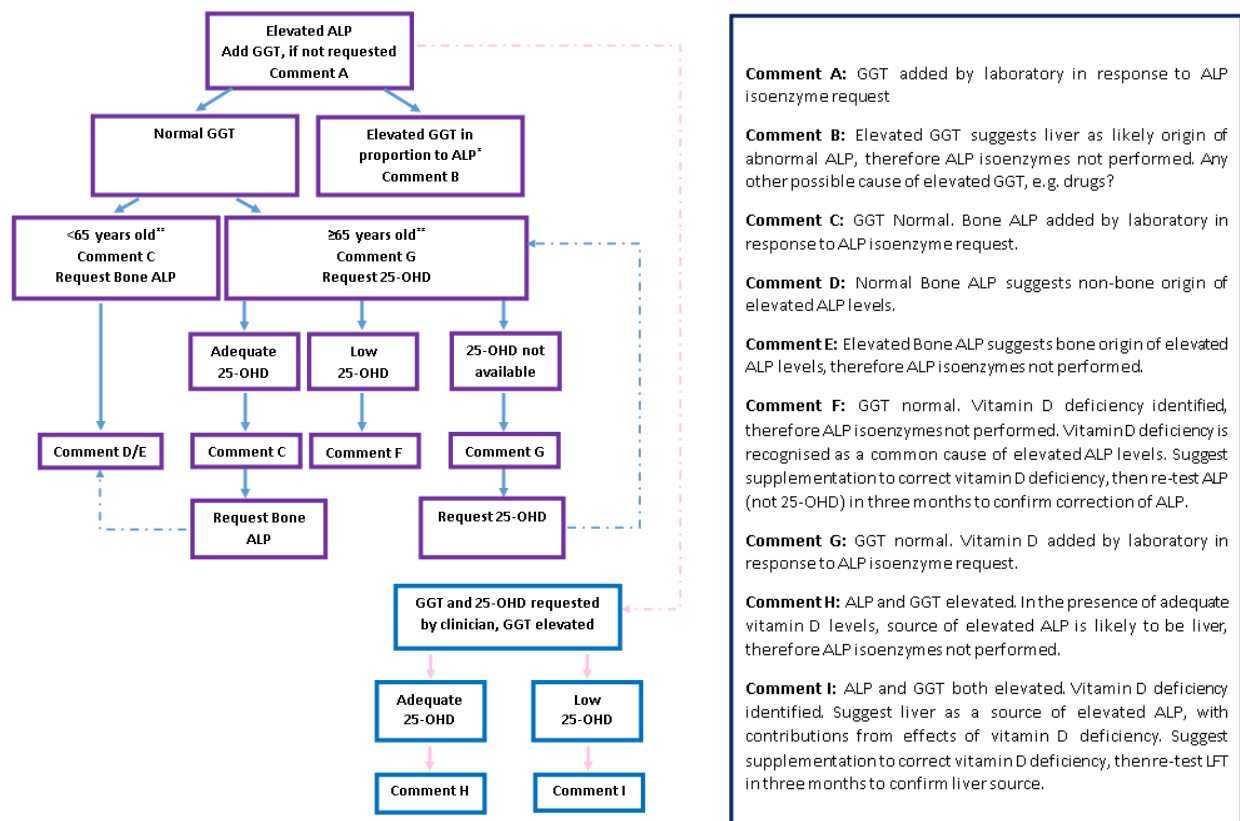 Elevated ALP
Add GGT, if not requested
Comment A
Normal GGT
Elevated GGT in
proportion to ALP*
Comment B
<65 years old**
Comment C
Request Bone ALP
≥65 years old**
Comment G
Request 25-OHD
Adequate
25-OHD
Low
25-OHD
25-OHD not
available
Comment D/E
Comment C
Comment F
Comment G
Request Bone
ALP
Request 25-OHD
GGT and 25-OHD requested
by clinician, GGT elevated
Adequate
25-OHD
Low
25-OHD
Comment H
Comment I
Comment A: GGT added by laboratory in response to ALP
isoenzyme request
Comment B: Elevated GGT suggests liver as likely origin of
abnormal ALP, therefore ALP isoenzymes not performed. Any
other possible cause of elevated GGT, e.g. drugs?
Comment C: GGT Normal. Bone ALP added by laboratory in
response to ALP isoenzyme request.
Comment D: Normal Bone ALP suggests non-bone origin of
elevated ALP levels.
Comment E: Elevated Bone ALP suggests bone origin of elevated
ALP levels, therefore ALP isoenzymes not performed.
Comment F: GGT normal. Vitamin D deficiency identified,
therefore ALP isoenzymes not performed. Vitamin D deficiency is
recognised as a common cause of elevated ALP levels. Suggest
supplementation to correct vitamin D deficiency, then re-test ALP
(not 25-OHD) in three months to confirm correction of ALP.
Comment G: GGT normal. Vitamin D added by laboratory in
response to ALP isoenzyme request.
Comment H: ALP and GGT elevated. In the presence of adequate
vitamin D levels, source of elevated ALP is likely to be liver,
therefore ALP isoenzymes not performed.
Comment I: ALP and GGT both elevated. Vitamin D deficiency
identified. Suggest liver as a source of elevated ALP, with
contributions from effects of vitamin D deficiency. Suggest
supplementation to correct vitamin D deficiency, then re-test LFT
in three months to confirm liver source.